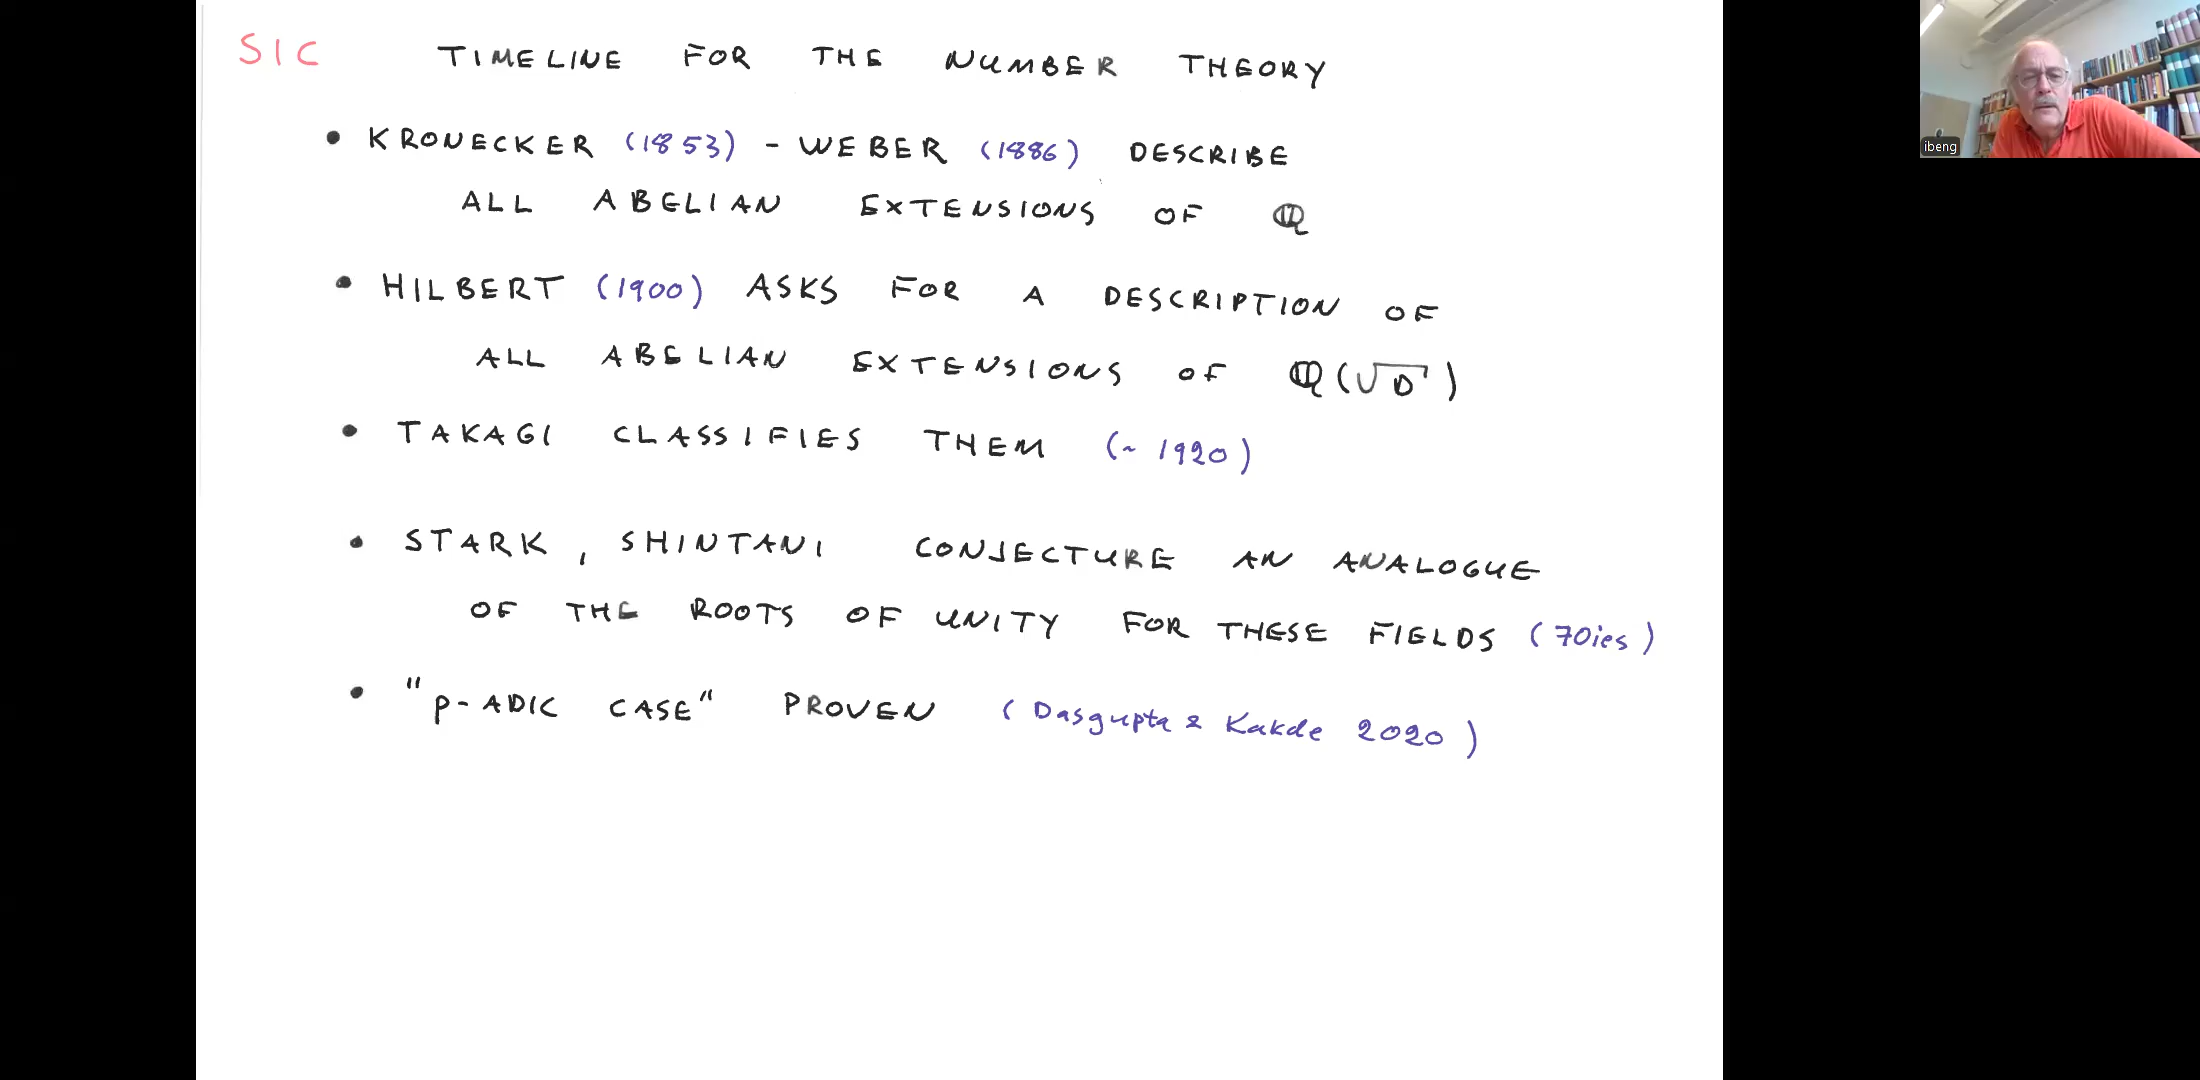 SIC TIMELINE FOR THE NUMBER THEORY
• KRONECKER (1853) - WEBER (1886) DESCRIBE
ALL ABELIAN EXTENSIONS OF ℚ
• HILBERT (1900) ASKS FOR A DESCRIPTION OF
ALL ABELIAN EXTENSIONS OF ℚ(√D)
• TAKAGI CLASSIFIES THEM (~ 1920)
• STARK, SHINTANI CONJECTURE AN ANALOGUE
OF THE ROOTS OF UNITY FOR THESE FIELDS (70ies)
• "p-ADIC CASE" PROVEN (Dasgupta & Kakde 2020)
ibeng